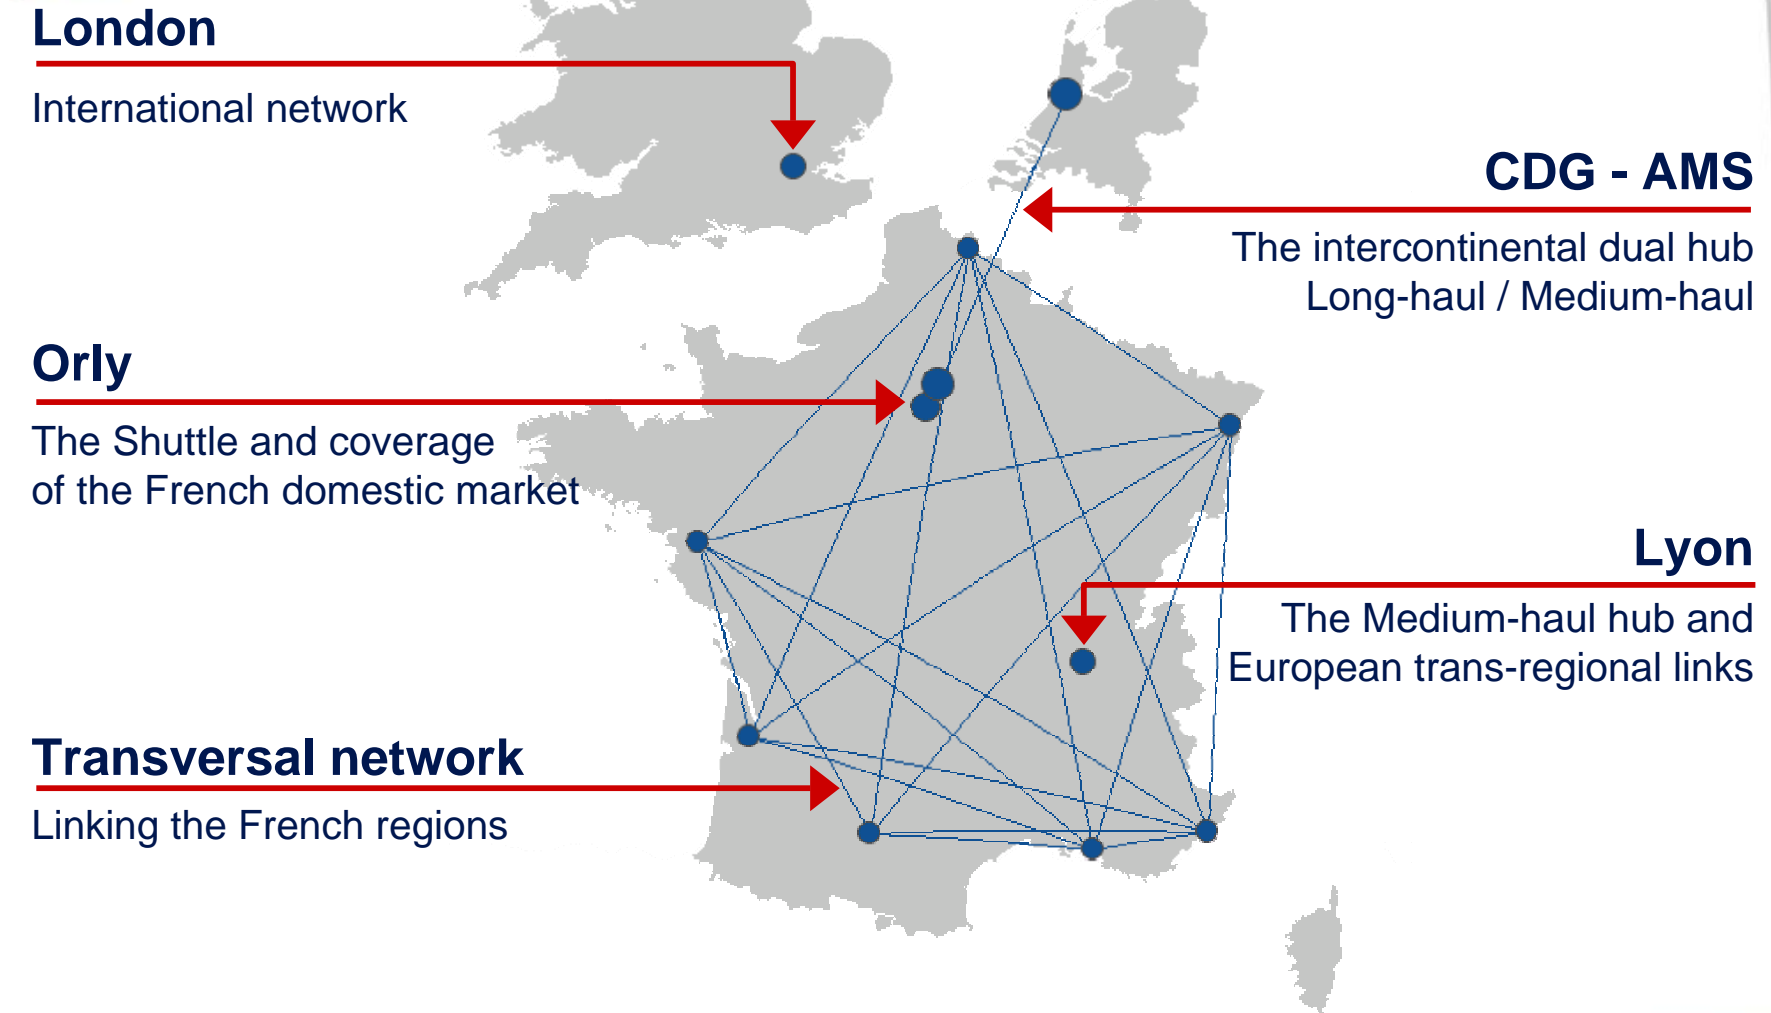 London
International network
CDG - AMS
The intercontinental dual hub
Long-haul / Medium-haul
Orly
The Shuttle and coverage
of the French domestic market
Lyon
The Medium-haul hub and
European trans-regional links
Transversal network
Linking the French regions